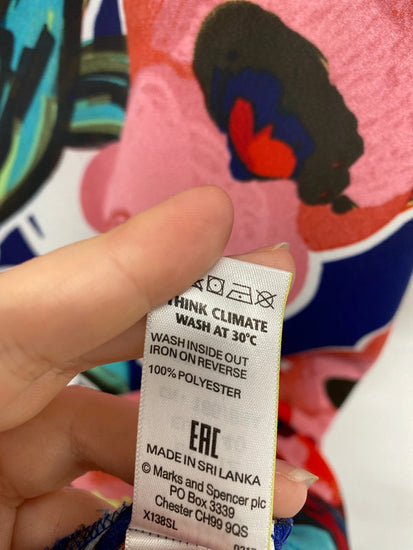 THINK CLIMATE
WASH AT 30°C
WASH INSIDE OUT
IRON ON REVERSE
100% POLYESTER
EAC
MADE IN SRI LANKA
© Marks and Spencer plc
PO Box 3339
Chester CH99 9QS
X138SL